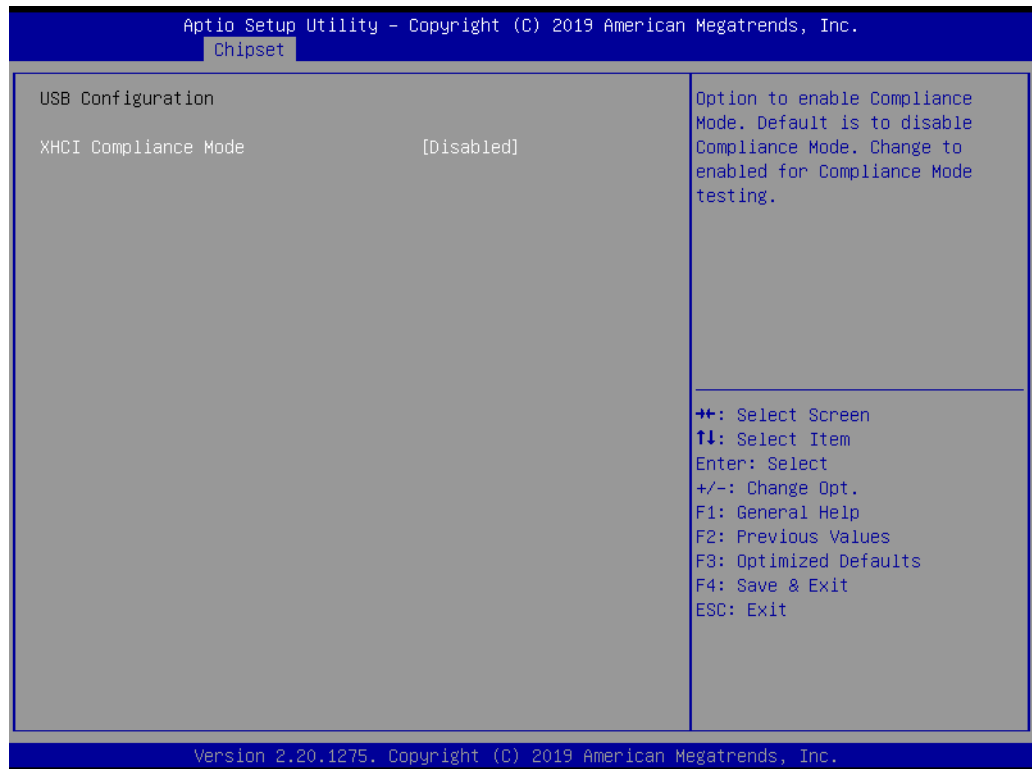 Aptio Setup Utility – Copyright (C) 2019 American Megatrends, Inc.
Chipset
USB Configuration
XHCI Compliance Mode [Disabled]
Option to enable Compliance
Mode. Default is to disable
Compliance Mode. Change to
enabled for Compliance Mode
testing.
→←: Select Screen
↑↓: Select Item
Enter: Select
+/-: Change Opt.
F1: General Help
F2: Previous Values
F3: Optimized Defaults
F4: Save & Exit
ESC: Exit
Version 2.20.1275. Copyright (C) 2019 American Megatrends, Inc.